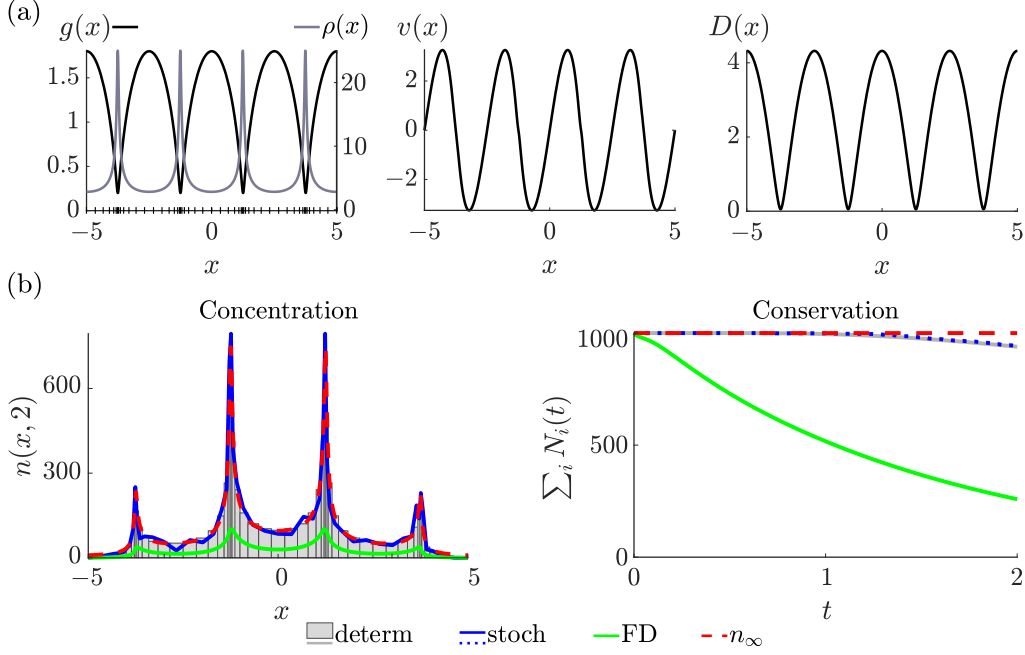 (a)
g(x) ρ(x) v(x) D(x)
1.5 1 0.5 0
20 10 0
−5 0 5
x
2 0 −2
−5 0 5
x
4 2 0
−5 0 5
x
(b)
Concentration
n(x, 2)
600 300 0
−5 0 5
x
Conservation
∑ᵢ Nᵢ(t)
1000 500 0
0 1 2
t
determ stoch FD n∞